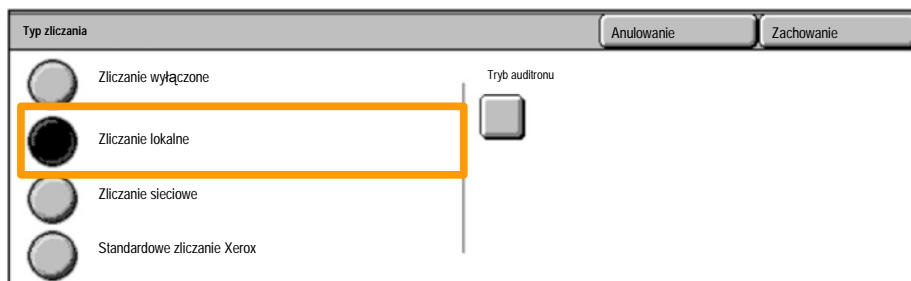 Typ zliczania
Anulowanie
Zachowanie
Zliczanie wyłączone
Tryb auditronu
Zliczanie lokalne
Zliczanie sieciowe
Standardowe zliczanie Xerox